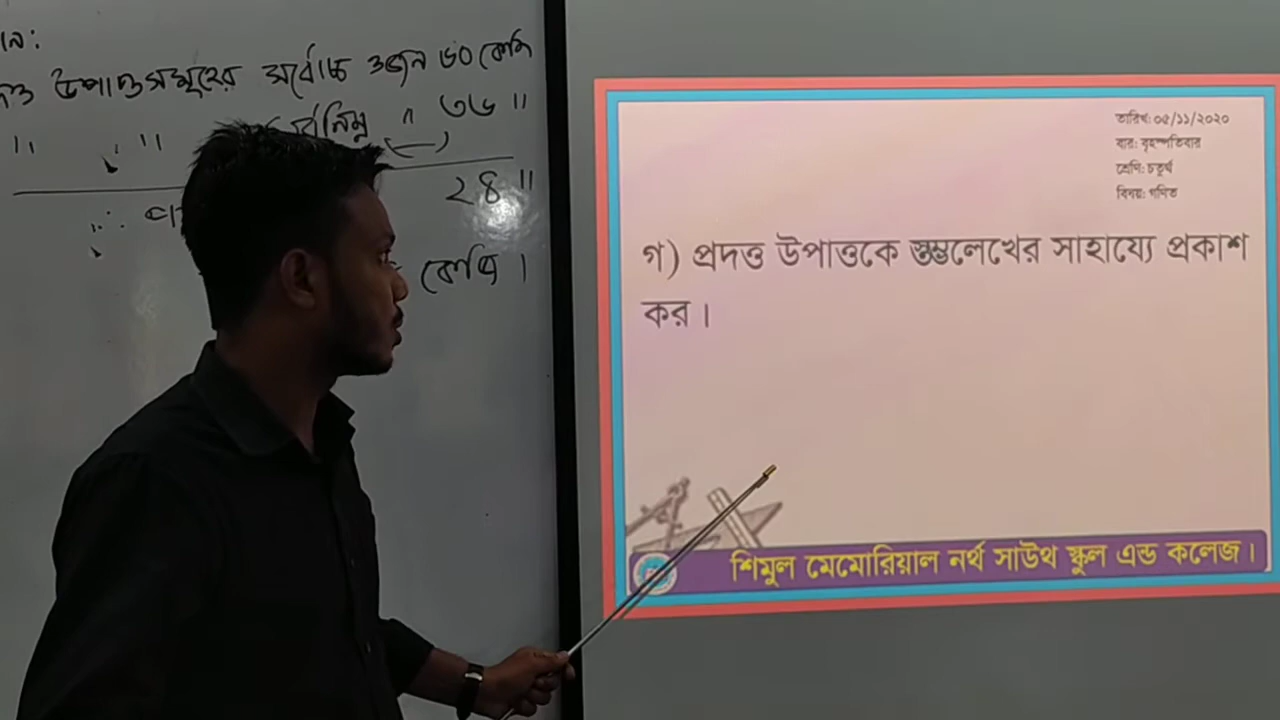 উপাত্তসমূহের সর্বোচ্চ ওজন ৬০ কেজি
সর্বনিম্ন " ৩৬ "
(−)
২৪ "
কেজি।
তারিখ: ০৫/১১/২০২০
বার: বৃহস্পতিবার
শ্রেণি: চতুর্থ
বিষয়: গণিত
গ) প্রদত্ত উপাত্তকে স্তম্ভলেখের সাহায্যে প্রকাশ
কর।
শিমুল মেমোরিয়াল নর্থ সাউথ স্কুল এন্ড কলেজ।